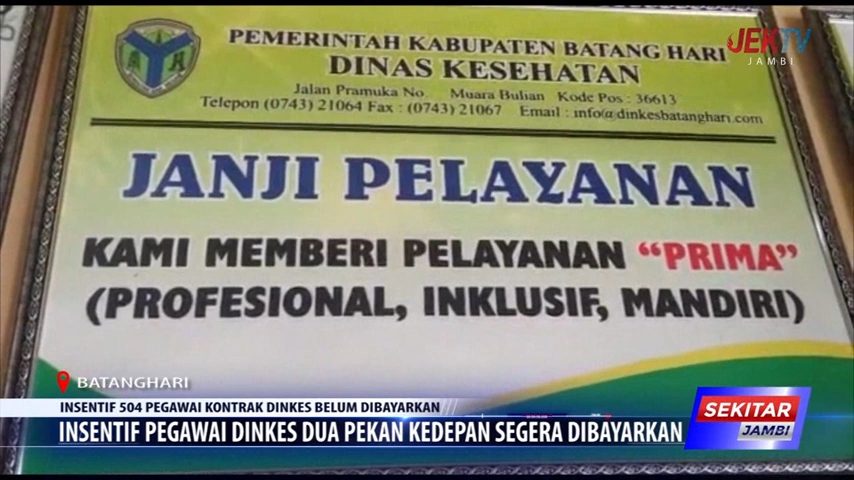 JEKTV
JAMBI
PEMERINTAH KABUPATEN BATANG HARI
DINAS KESEHATAN
Jalan Pramuka No. Muara Bulian Kode Pos : 36613
Telepon (0743) 21064 Fax : (0743) 21067 Email : info@dinkesbatanghari.com
JANJI PELAYANAN
KAMI MEMBERI PELAYANAN “PRIMA”
(PROFESIONAL, INKLUSIF, MANDIRI)
BATANGHARI
INSENTIF 504 PEGAWAI KONTRAK DINKES BELUM DIBAYARKAN
INSENTIF PEGAWAI DINKES DUA PEKAN KEDEPAN SEGERA DIBAYARKAN
SEKITAR
JAMBI